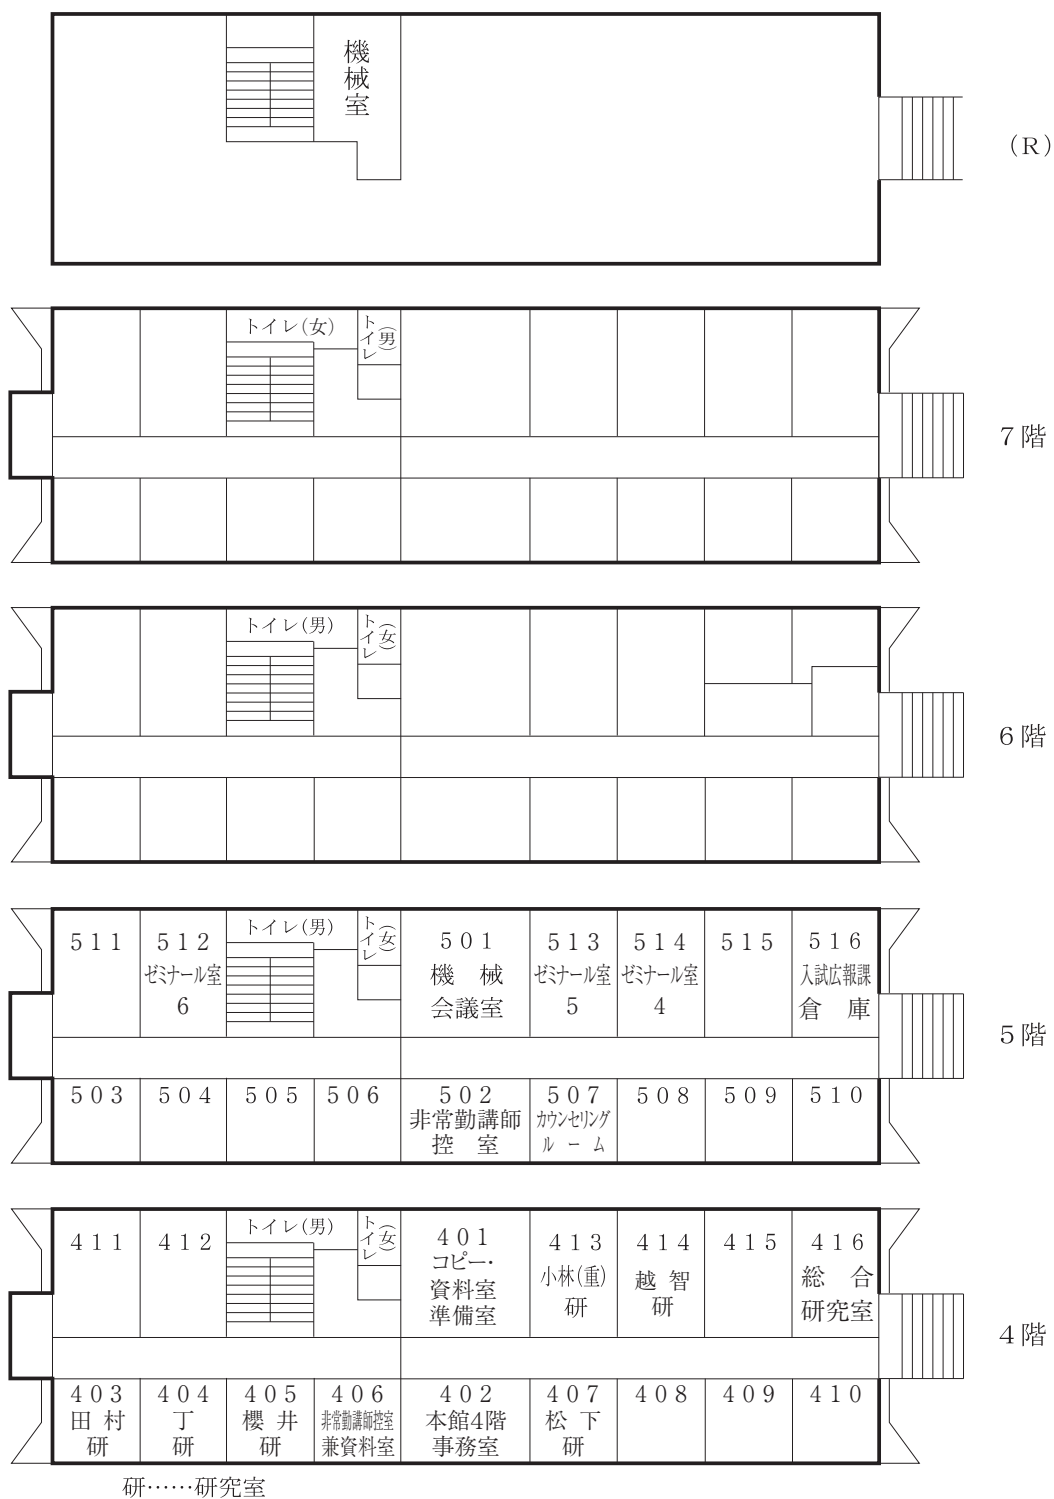 機械室
(R)
トイレ(女)
トイレ(男)
7階
トイレ(男)
トイレ(女)
6階
トイレ(男)
トイレ(女)
511
512
ゼミナール室
6
501
機械
会議室
513
ゼミナール室
5
514
ゼミナール室
4
515
516
入試広報課
倉庫
5階
503
504
505
506
502
非常勤講師
控室
507
カウンセリング
ルーム
508
509
510
トイレ(男)
トイレ(女)
411
412
401
コピー・
資料室
準備室
413
小林(重)
研
414
越智
研
415
416
総合
研究室
4階
403
田村
研
404
丁
研
405
櫻井
研
406
非常勤講師控室
兼資料室
402
本館4階
事務室
407
松下
研
408
409
410
研……研究室